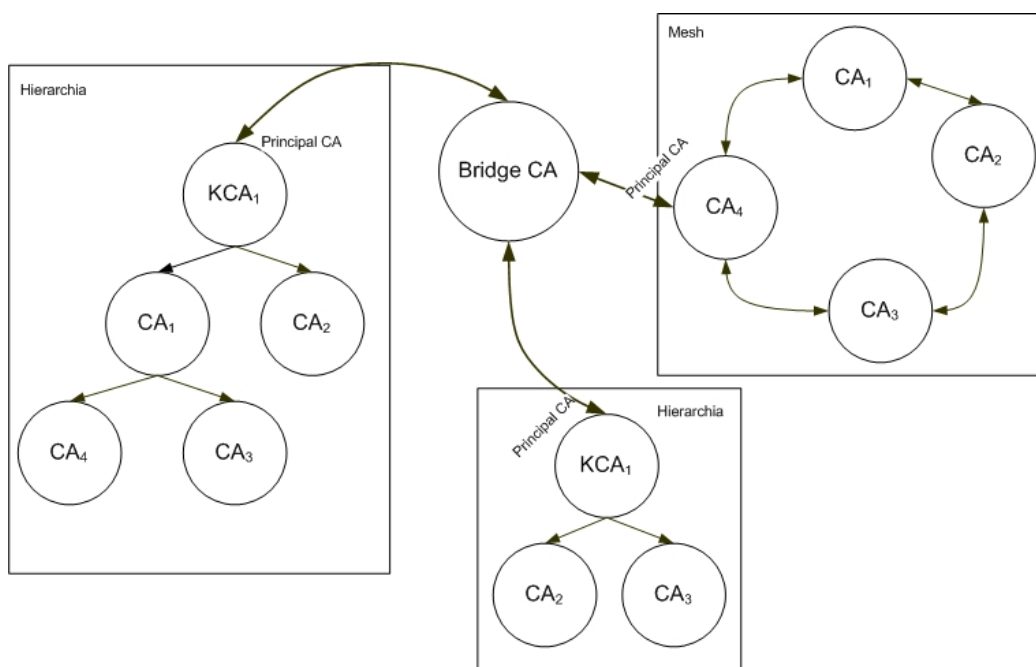 Hierarchia
Principal CA
KCA₁
CA₁
CA₂
CA₄
CA₃
Bridge CA
Principal CA
Mesh
CA₁
CA₂
CA₄
CA₃
Principal CA
Hierarchia
KCA₁
CA₂
CA₃